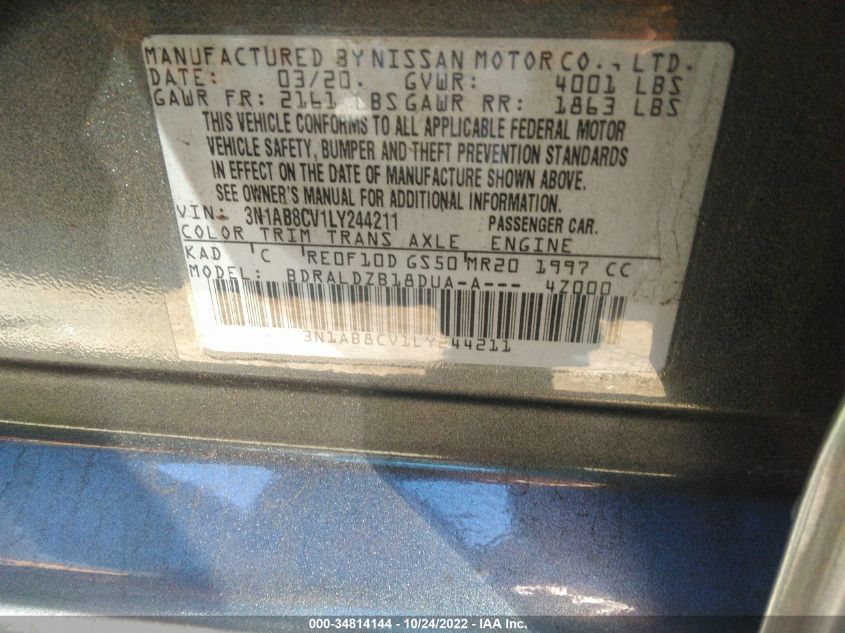 MANUFACTURED BY NISSAN MOTOR CO., LTD.
DATE: 03/20. GVWR: 4001 LBS
GAWR FR: 2161 LBS GAWR RR: 1863 LBS
THIS VEHICLE CONFORMS TO ALL APPLICABLE FEDERAL MOTOR
VEHICLE SAFETY, BUMPER AND THEFT PREVENTION STANDARDS
IN EFFECT ON THE DATE OF MANUFACTURE SHOWN ABOVE.
SEE OWNER'S MANUAL FOR ADDITIONAL INFORMATION.
VIN: 3N1AB8CV1LY244211 PASSENGER CAR.
COLOR TRIM TRANS AXLE ENGINE
KAD C RE0F10D GS50 MR20 1997 CC
MODEL: BDRALDZB18DUA-A--- 4Z000
3N1AB8CV1LY244211
000-34814144 - 10/24/2022 - IAA Inc.